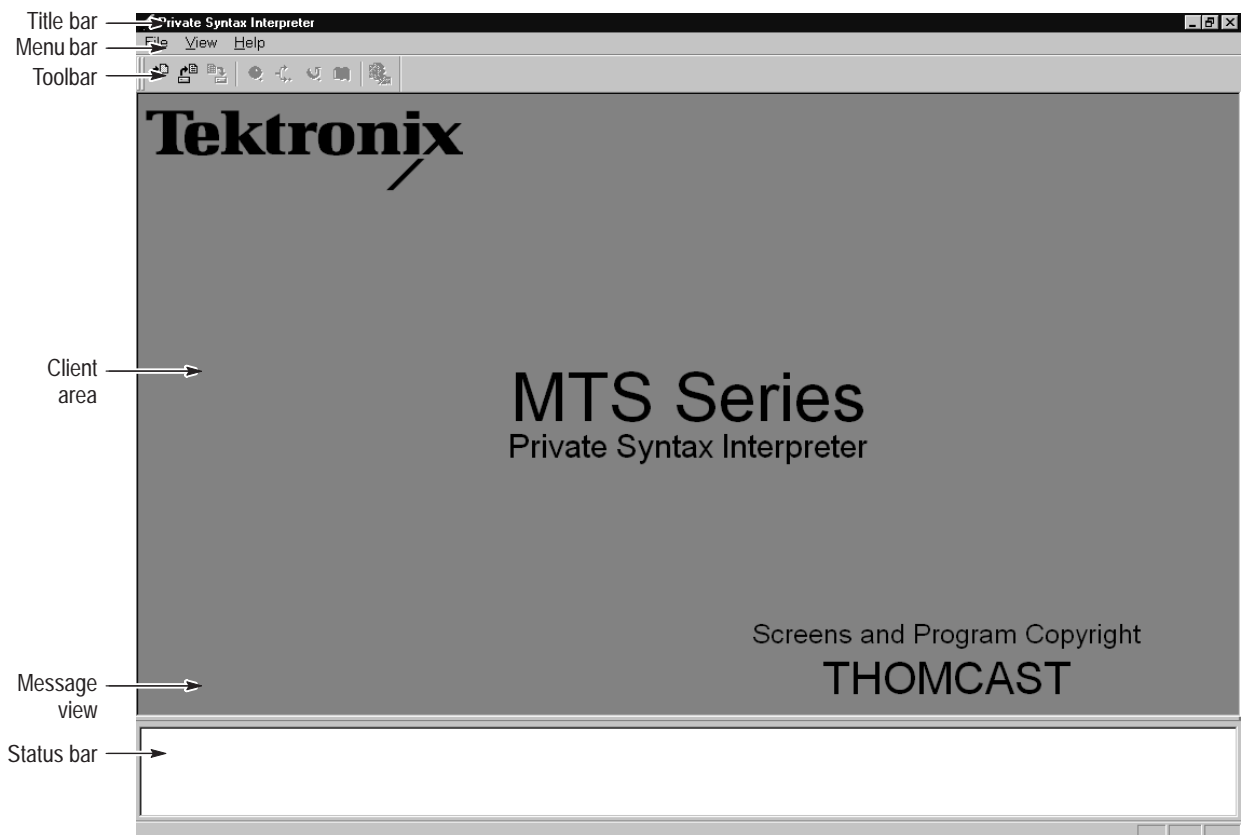 Title bar
Private Syntax Interpreter
Menu bar
File View Help
Toolbar
Tektronix
Client
area
MTS Series
Private Syntax Interpreter
Screens and Program Copyright
THOMCAST
Message
view
Status bar